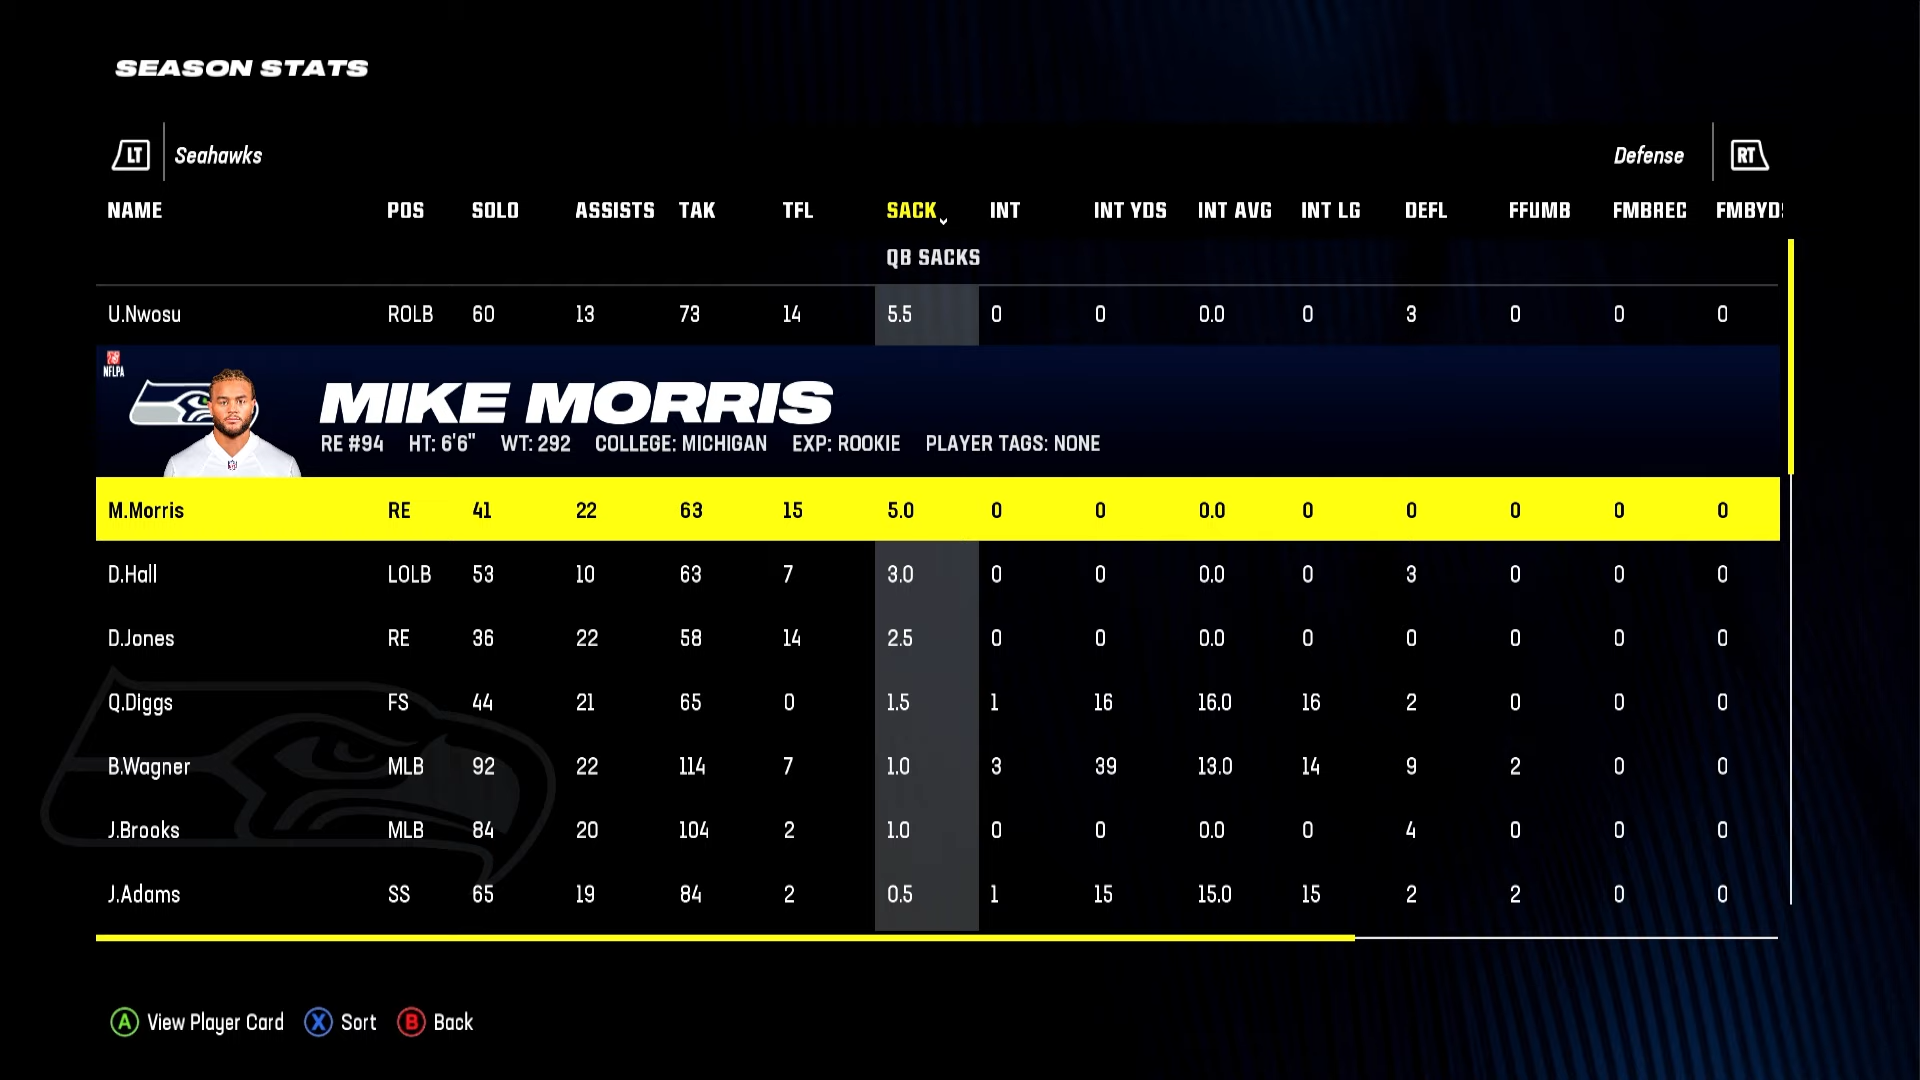 SEASON STATS
LT Seahawks Defense RT
NAME POS SOLO ASSISTS TAK TFL SACK INT INT YDS INT AVG INT LG DEFL FFUMB FMBREC
QB SACKS
U.Nwosu ROLB 60 13 73 14 5.5 0 0 0.0 0 3 0 0 0
NFLPA
MIKE MORRIS
RE #94 HT: 6'6" WT: 292 COLLEGE: MICHIGAN EXP: ROOKIE PLAYER TAGS: NONE
M.Morris RE 41 22 63 15 5.0 0 0 0.0 0 0 0 0 0
D.Hall LOLB 53 10 63 7 3.0 0 0 0.0 0 3 0 0 0
D.Jones RE 36 22 58 14 2.5 0 0 0.0 0 0 0 0 0
Q.Diggs FS 44 21 65 0 1.5 1 16 16.0 16 2 0 0 0
B.Wagner MLB 92 22 114 7 1.0 3 39 13.0 14 9 2 0 0
J.Brooks MLB 84 20 104 2 1.0 0 0 0.0 0 4 0 0 0
J.Adams SS 65 19 84 2 0.5 1 15 15.0 15 2 2 0 0
A View Player Card X Sort B Back